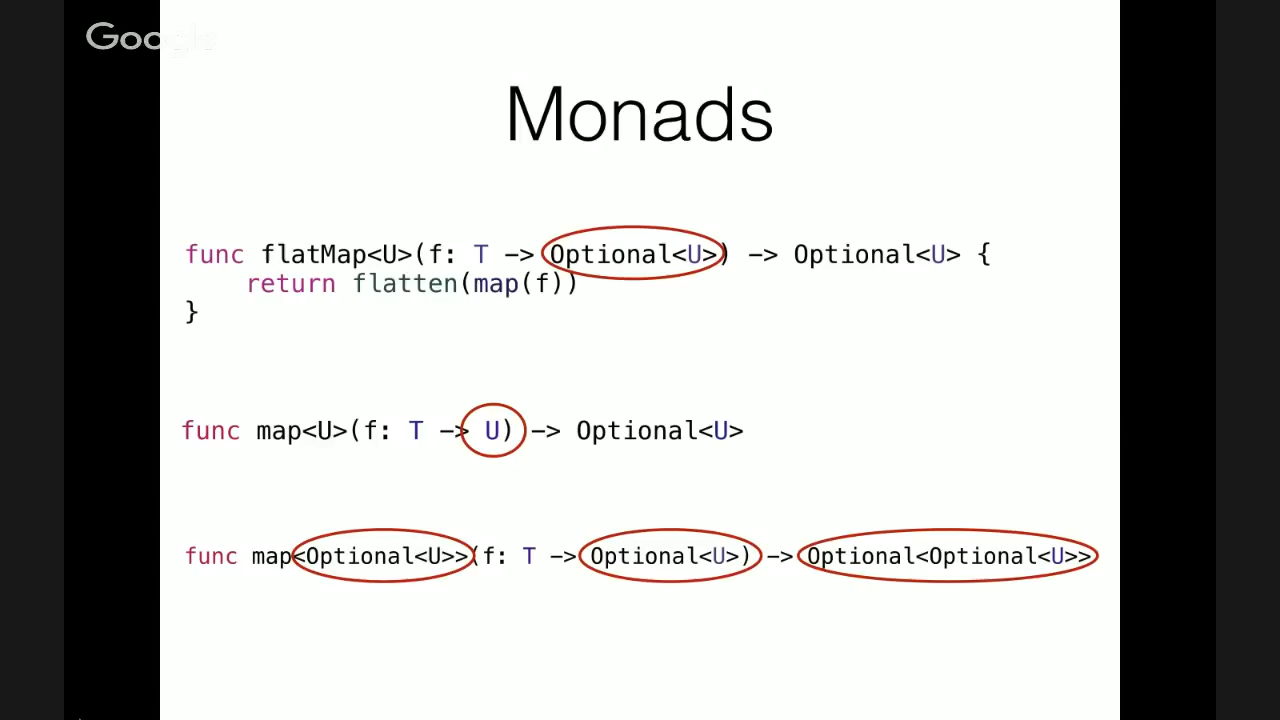 Google
Monads
func flatMap<U>(f: T -> Optional<U>) -> Optional<U> {
return flatten(map(f))
}
func map<U>(f: T -> U) -> Optional<U>
func map<Optional<U>>(f: T -> Optional<U>) -> Optional<Optional<U>>